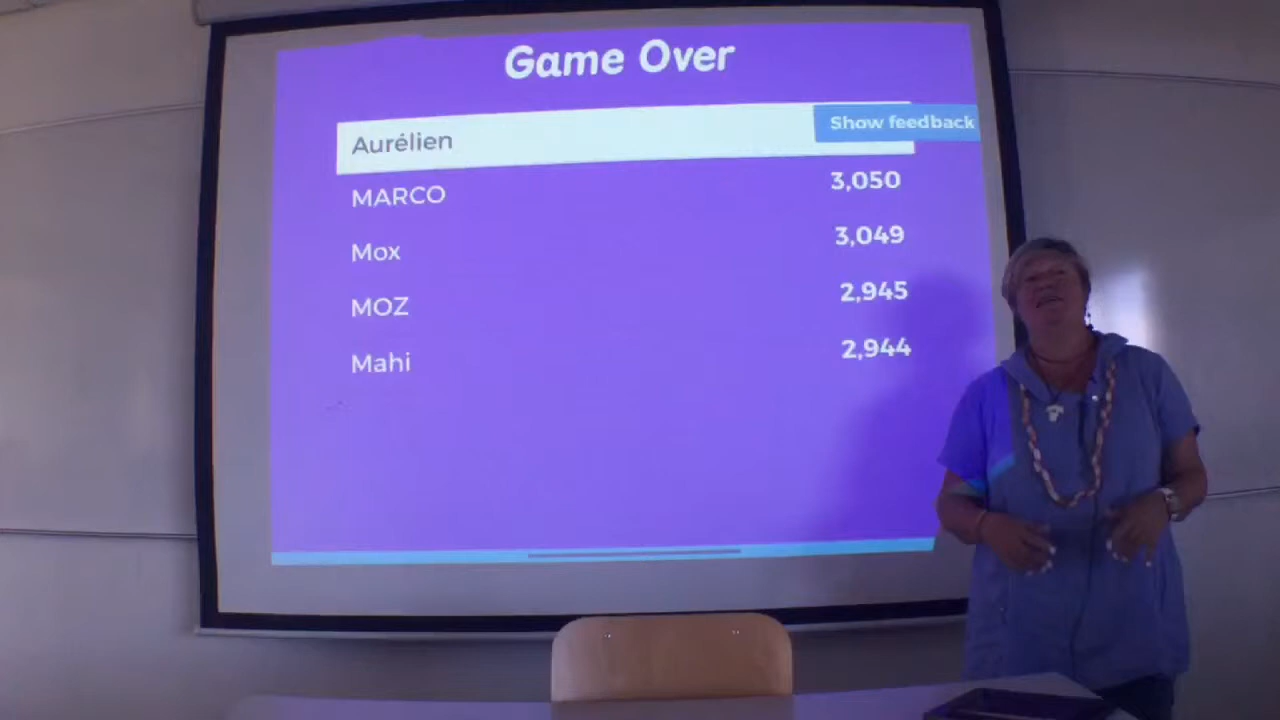 Game Over
Aurélien
Show feedback
MARCO 3,050
Mox 3,049
MOZ 2,945
Mahi 2,944